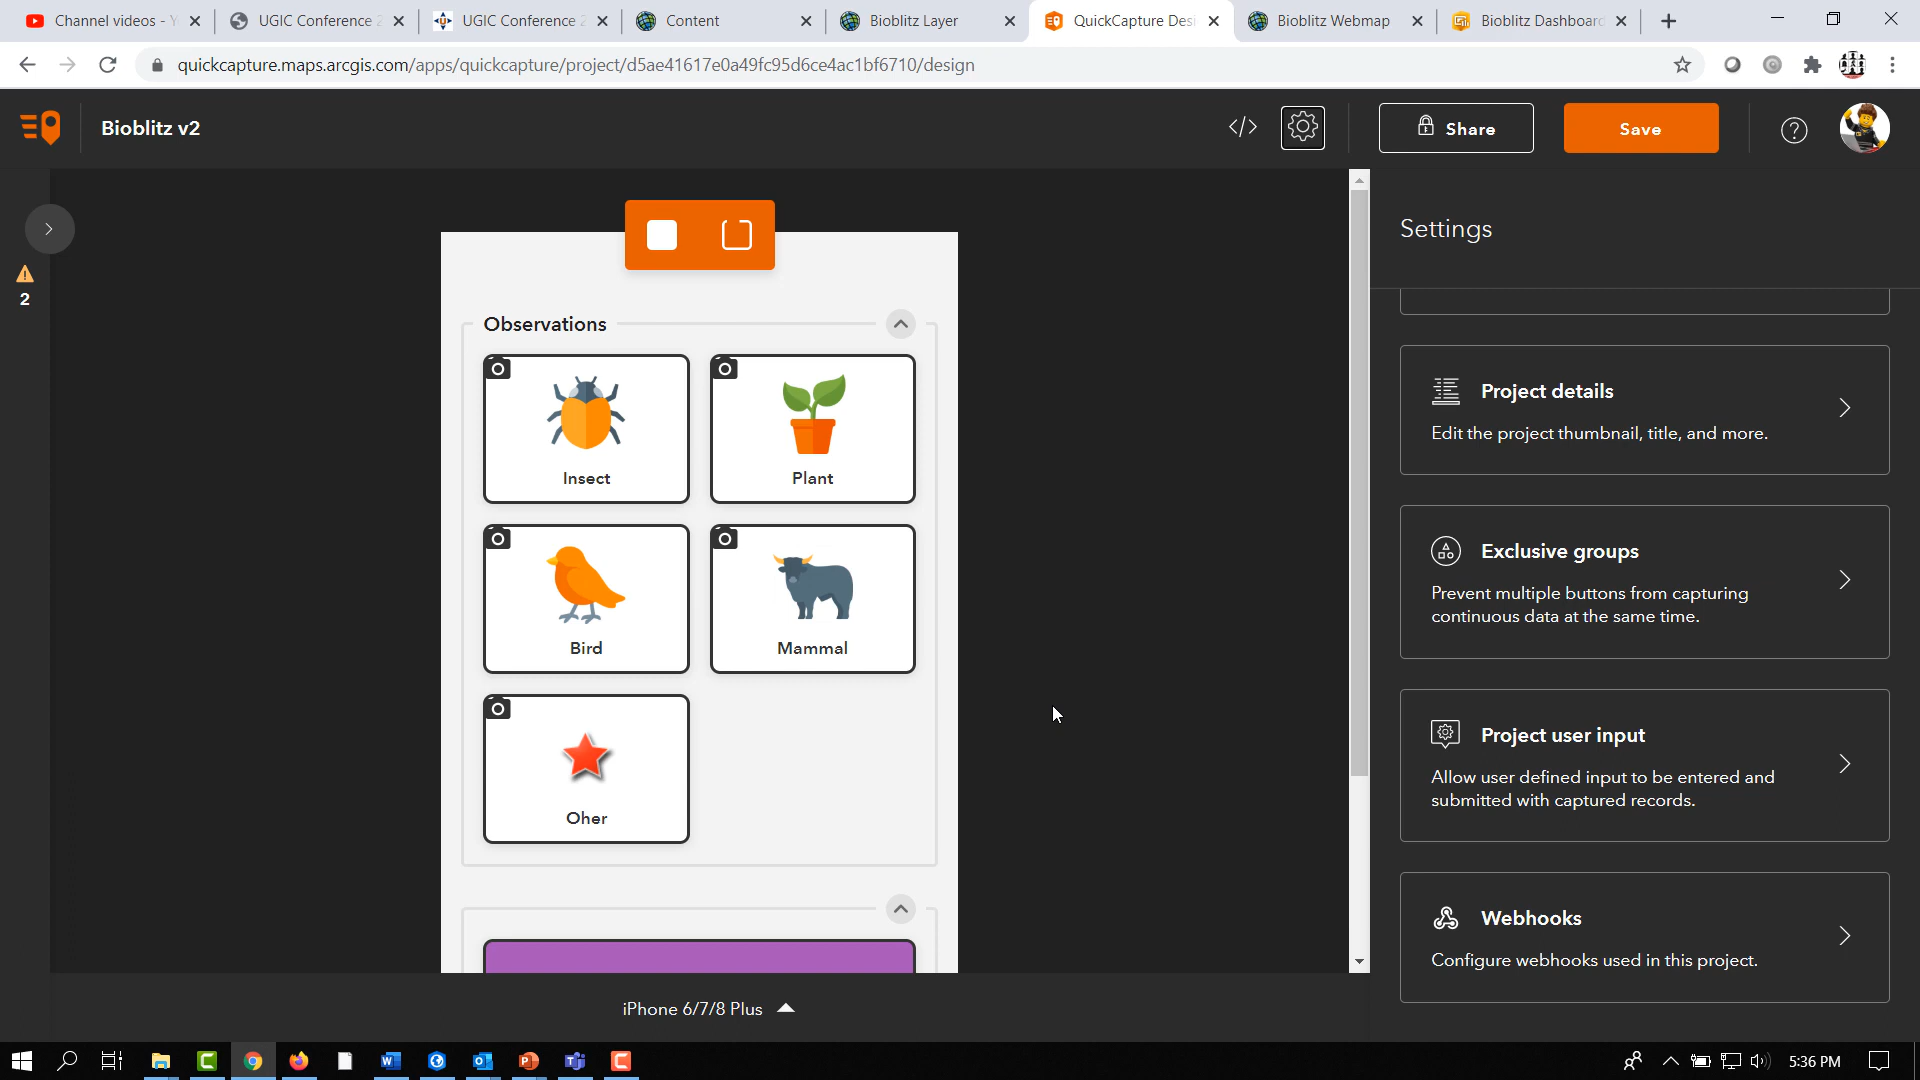 Channel videos - Y
UGIC Conference 2
UGIC Conference 2
Content
Bioblitz Layer
QuickCapture Desi
Bioblitz Webmap
Bioblitz Dashboard
quickcapture.maps.arcgis.com/apps/quickcapture/project/d5ae41617e0a49fc95d6ce4ac1bf6710/design
Bioblitz v2
</>
Share
Save
2
Settings
Observations
Insect
Plant
Bird
Mammal
Oher
Project details
Edit the project thumbnail, title, and more.
Exclusive groups
Prevent multiple buttons from capturing
continuous data at the same time.
Project user input
Allow user defined input to be entered and
submitted with captured records.
Webhooks
Configure webhooks used in this project.
iPhone 6/7/8 Plus
5:36 PM